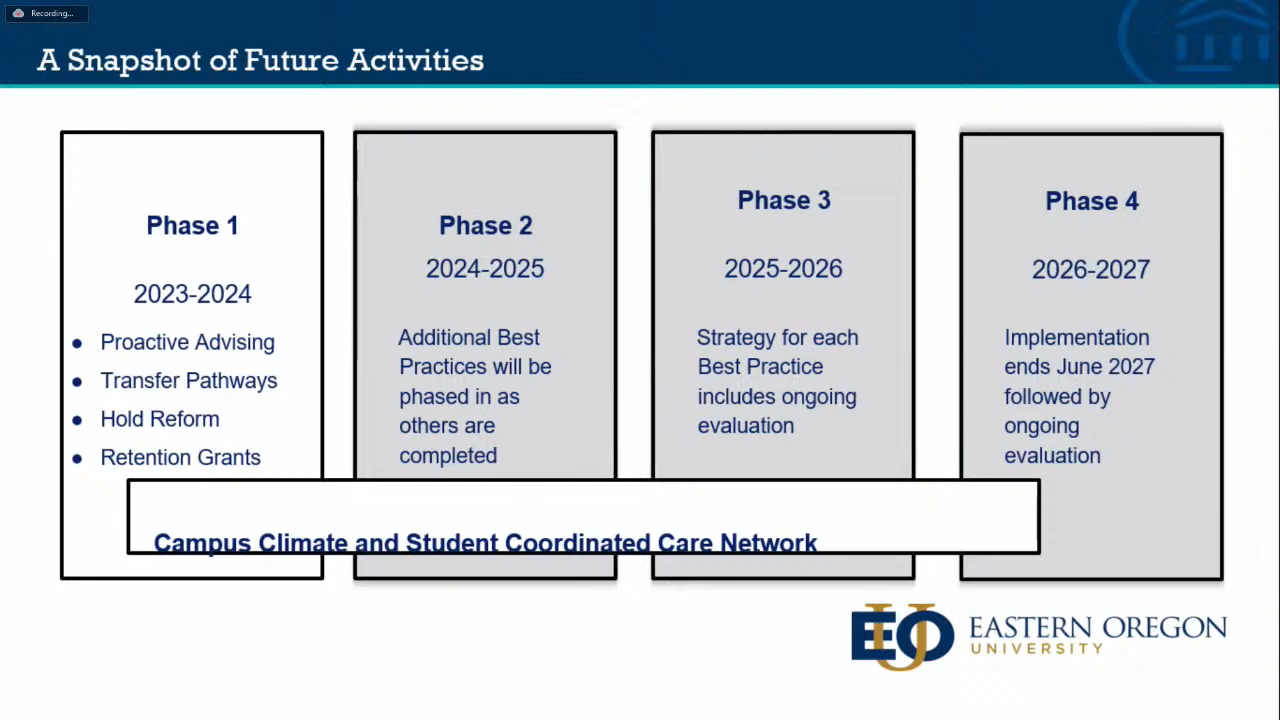 Recording...
A Snapshot of Future Activities
Phase 1
2023-2024
● Proactive Advising
● Transfer Pathways
● Hold Reform
● Retention Grants
Phase 2
2024-2025
Additional Best
Practices will be
phased in as
others are
completed
Phase 3
2025-2026
Strategy for each
Best Practice
includes ongoing
evaluation
Phase 4
2026-2027
Implementation
ends June 2027
followed by
ongoing
evaluation
Campus Climate and Student Coordinated Care Network
EOU
EASTERN OREGON
UNIVERSITY